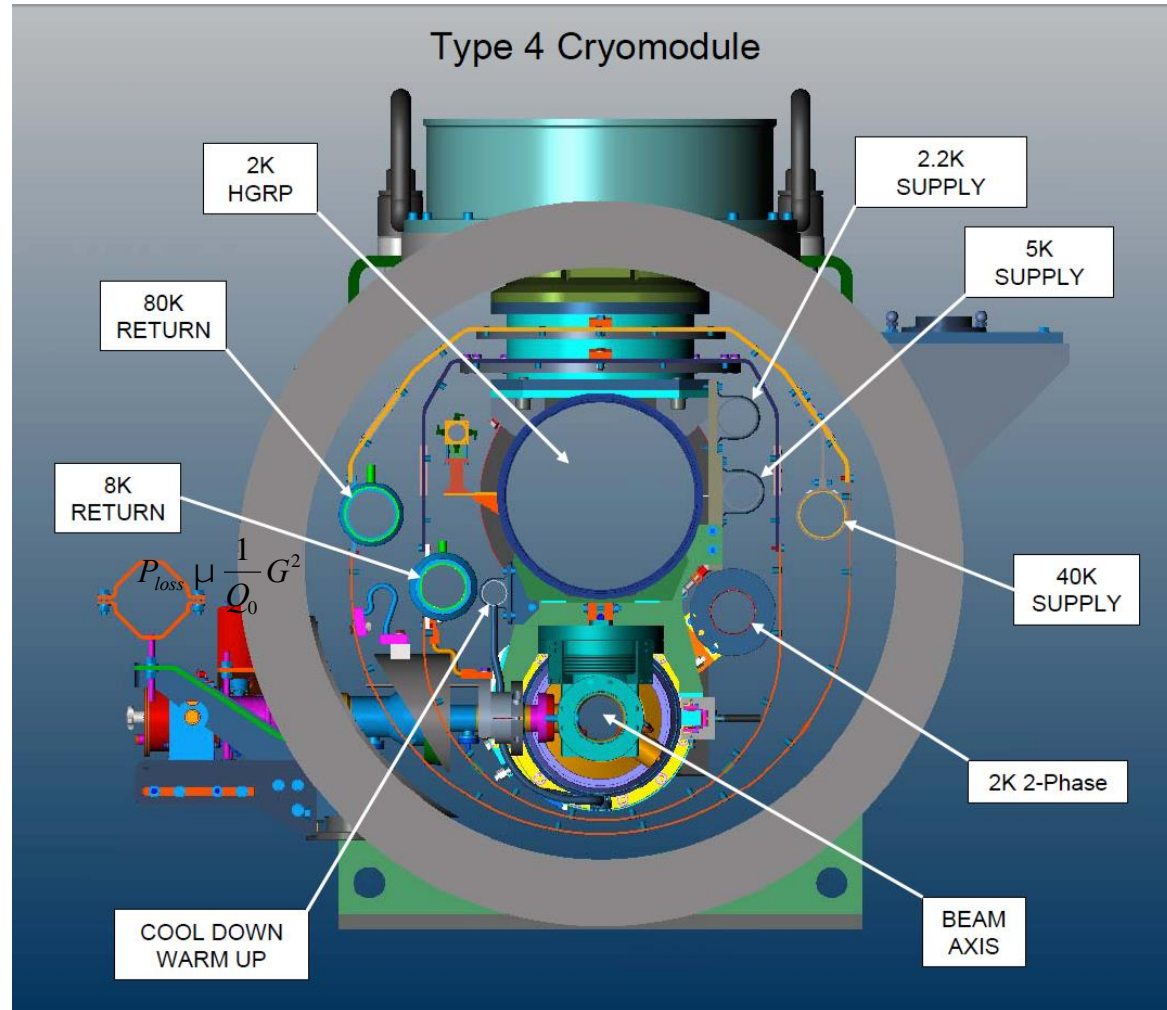 Type 4 Cryomodule
2K
HGRP
2.2K
SUPPLY
5K
SUPPLY
80K
RETURN
8K
RETURN
P_loss µ 1/Q_0 G^2
40K
SUPPLY
2K 2-Phase
COOL DOWN
WARM UP
BEAM
AXIS